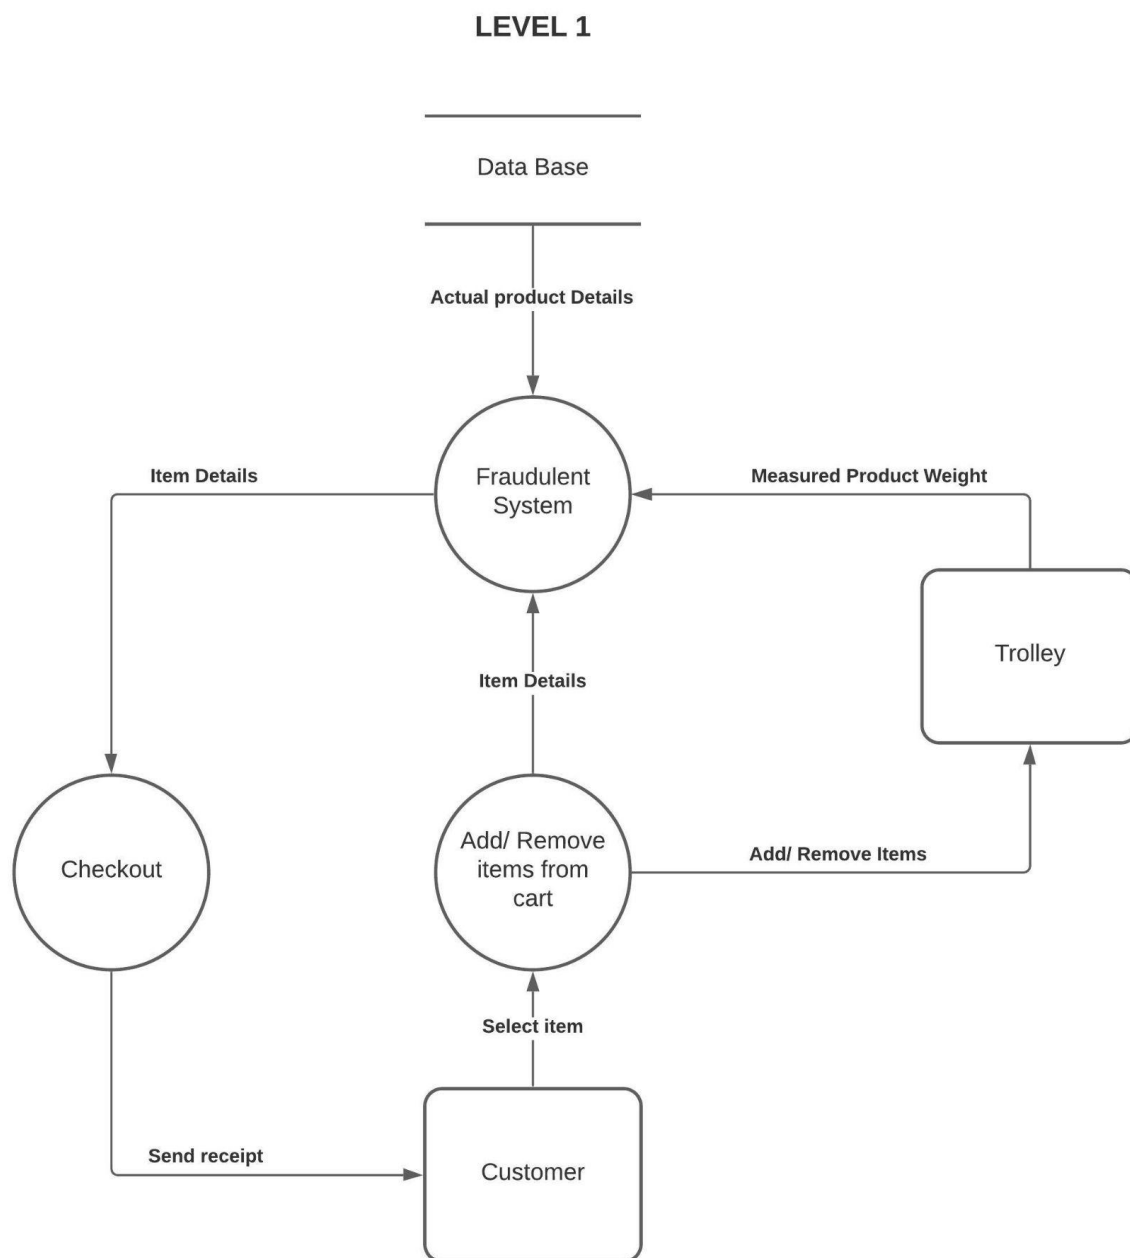 LEVEL 1
Data Base
Actual product Details
Item Details
Fraudulent
System
Measured Product Weight
Trolley
Item Details
Checkout
Add/ Remove
items from
cart
Add/ Remove Items
Select item
Send receipt
Customer